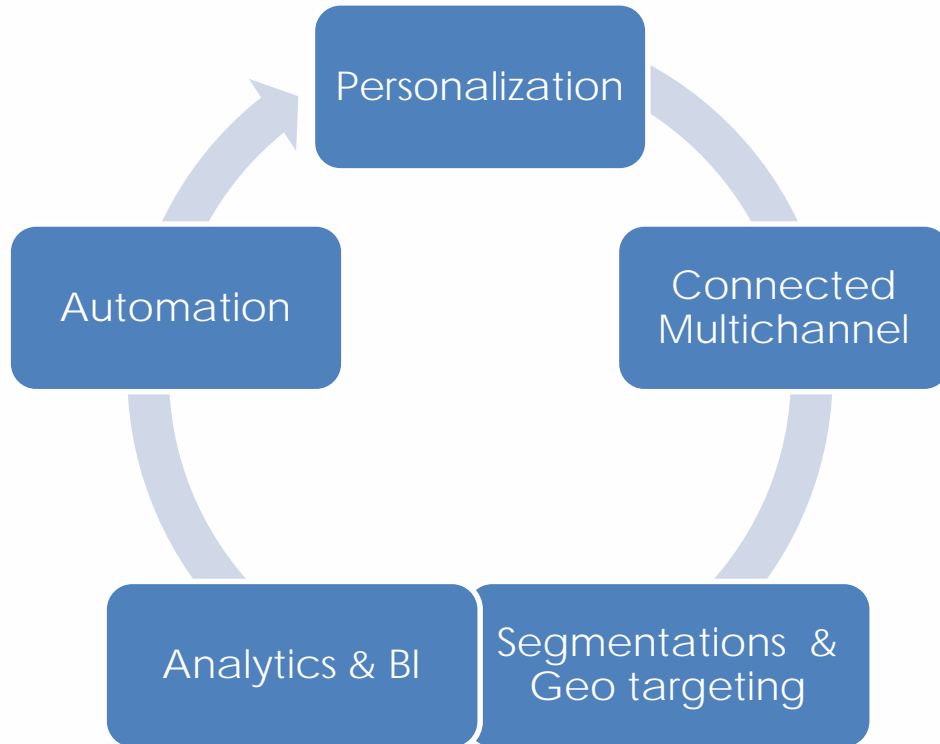 Personalization
Connected
Multichannel
Segmentations &
Geo targeting
Analytics & BI
Automation